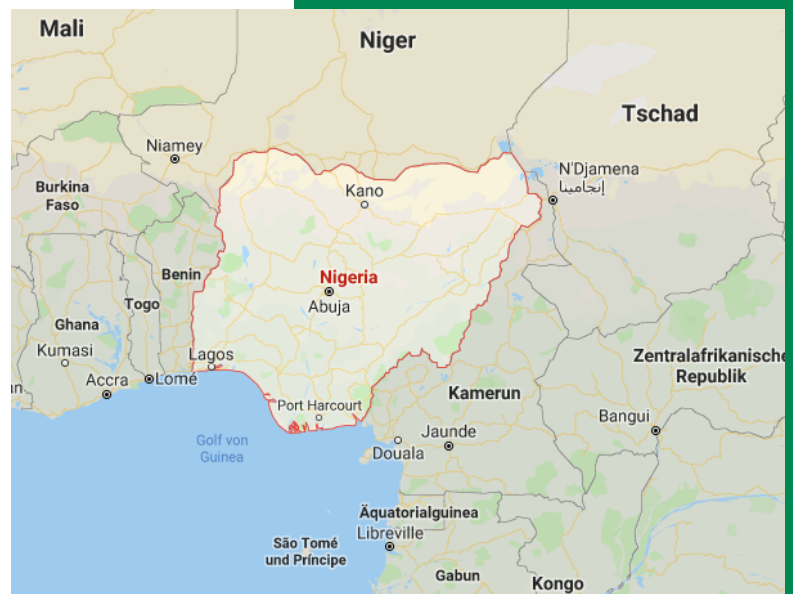 Mali
Niger
Tschad
Niamey
N'Djamena
إنجامينا
Kano
Burkina
Faso
Benin
Nigeria
Togo
Abuja
Ghana
Kumasi
Lagos
Zentralafrikanische
Republik
Accra
Lomé
Kamerun
Port Harcourt
Bangui
Golf von
Guinea
Jaunde
Douala
Äquatorialguinea
Libreville
São Tomé
und Príncipe
Gabun
Kongo